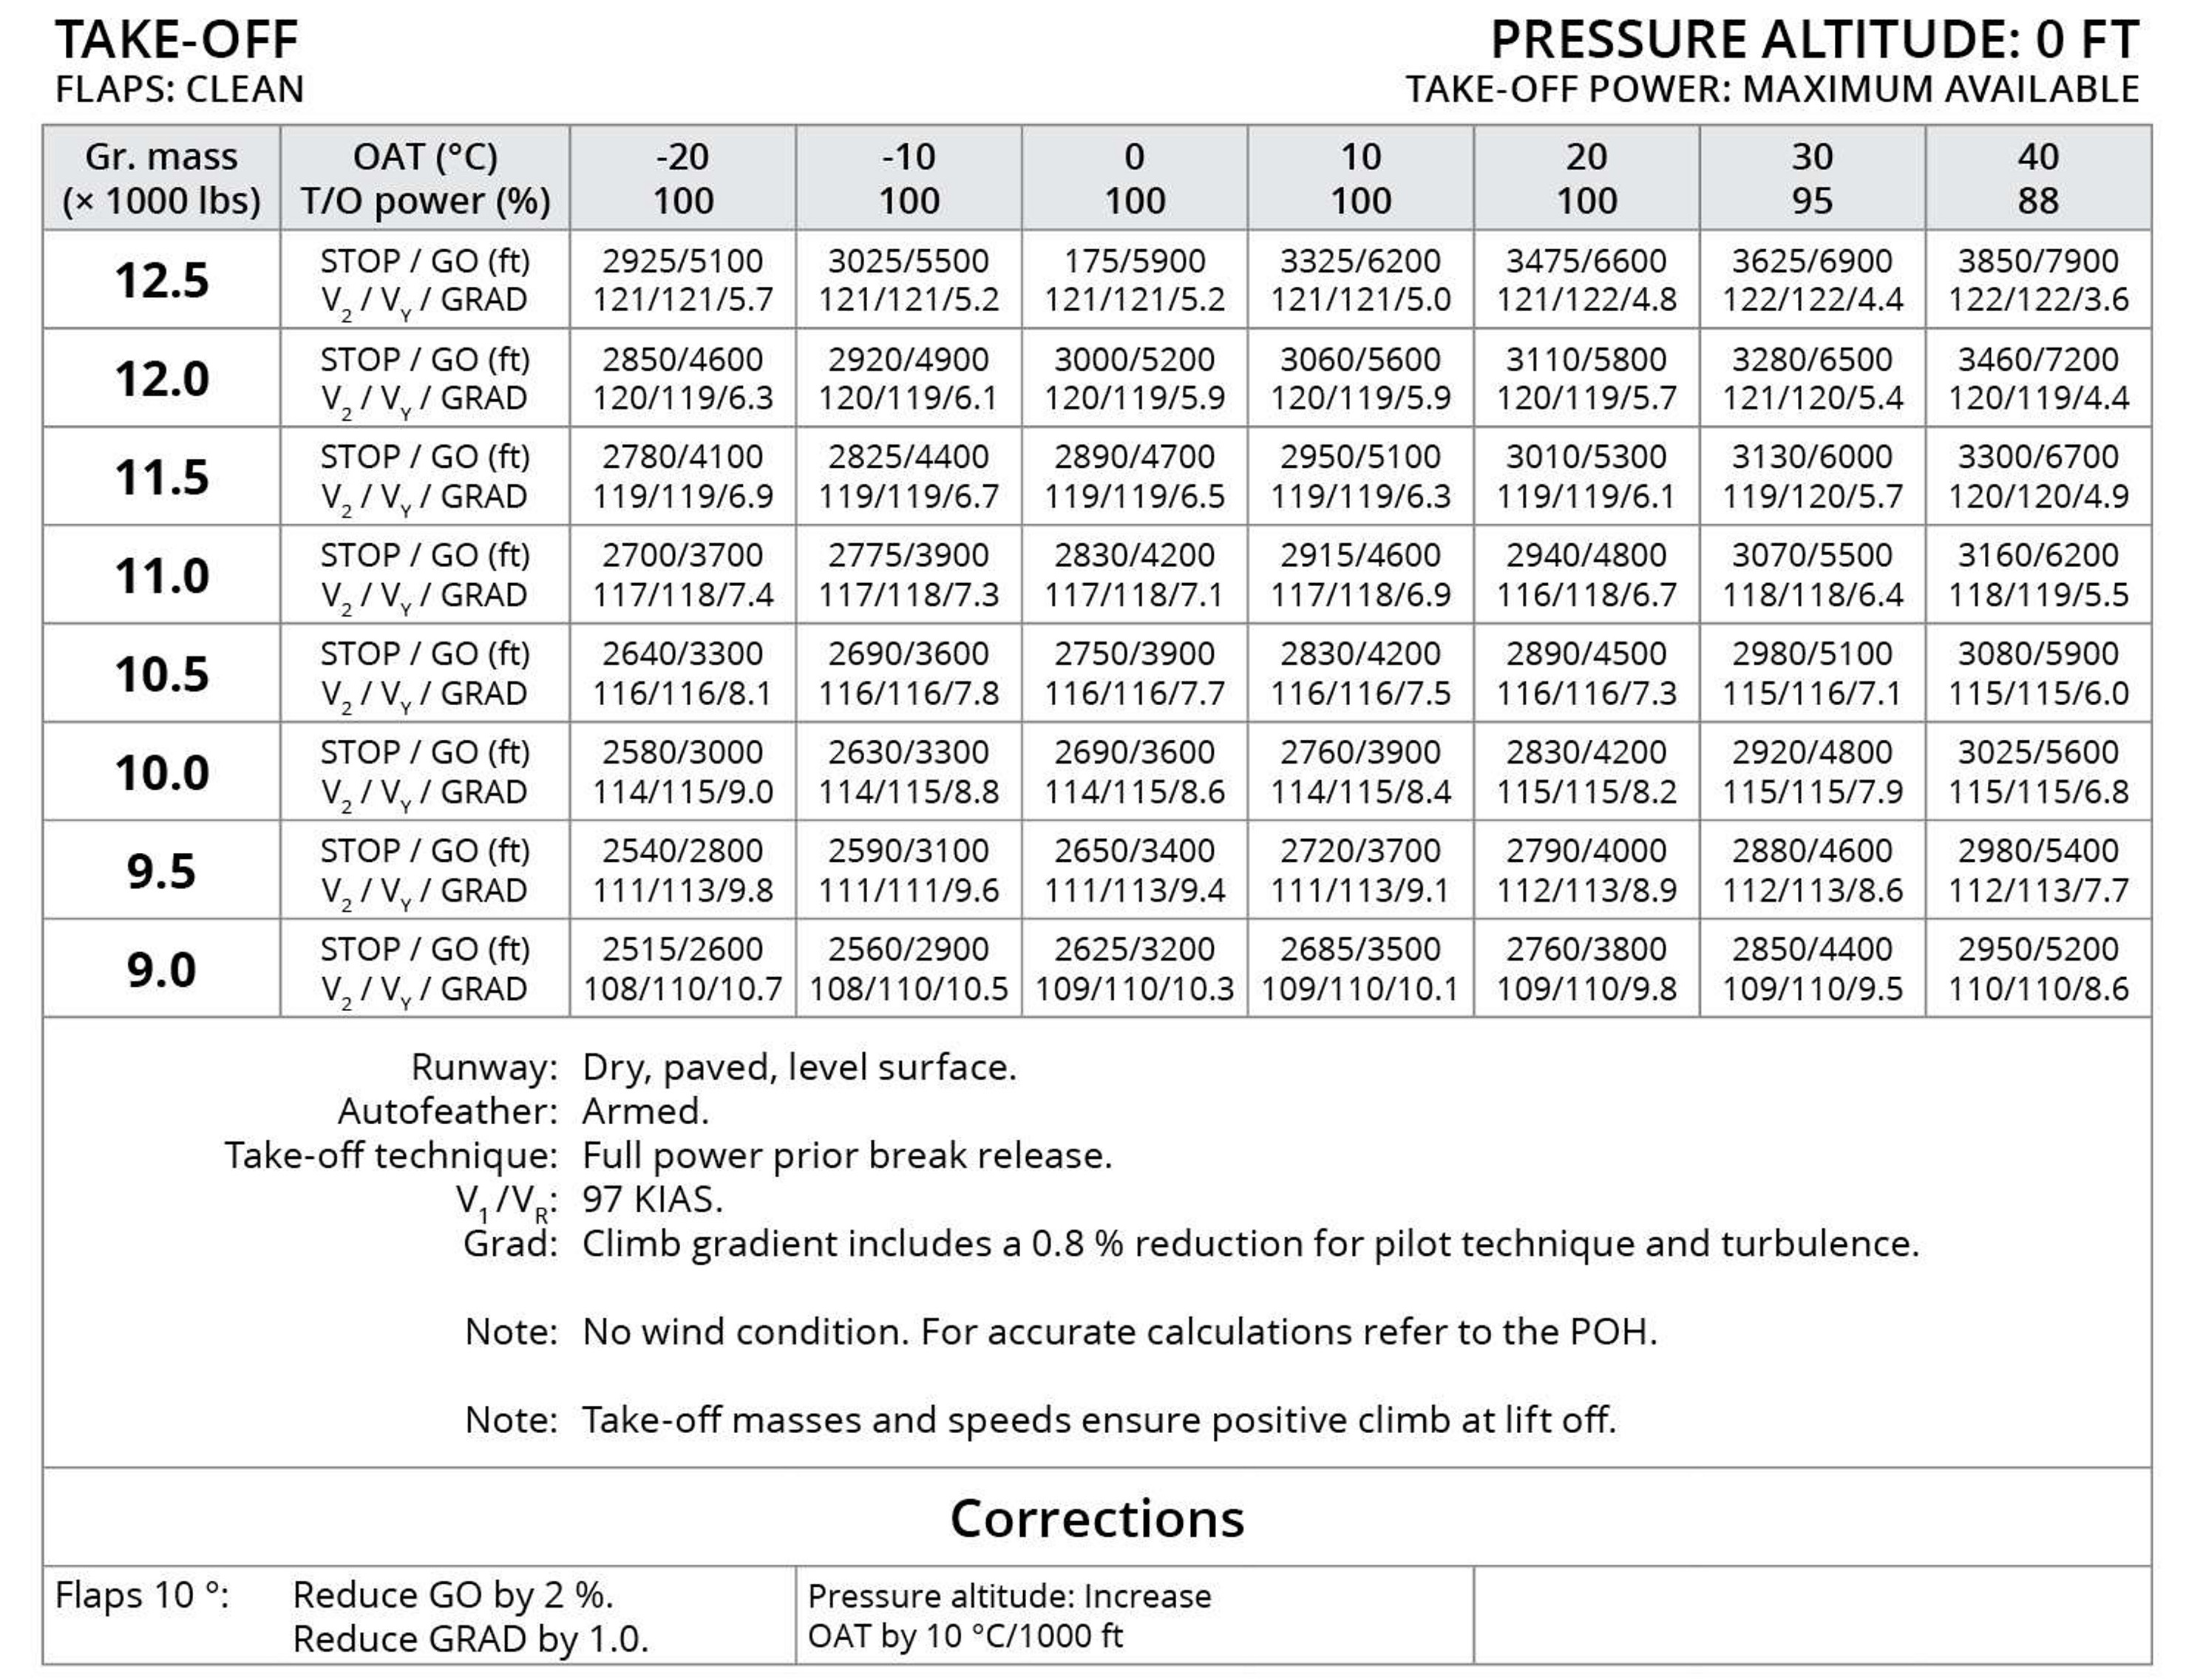 TAKE-OFF
FLAPS: CLEAN
PRESSURE ALTITUDE: 0 FT
TAKE-OFF POWER: MAXIMUM AVAILABLE
Gr. mass OAT (°C) -20 -10 0 10 20 30 40
(× 1000 lbs) T/O power (%) 100 100 100 100 100 95 88
12.5 STOP / GO (ft) 2925/5100 3025/5500 175/5900 3325/6200 3475/6600 3625/6900 3850/7900
V2 / VY / GRAD 121/121/5.7 121/121/5.2 121/121/5.2 121/121/5.0 121/122/4.8 122/122/4.4 122/122/3.6
12.0 STOP / GO (ft) 2850/4600 2920/4900 3000/5200 3060/5600 3110/5800 3280/6500 3460/7200
V2 / VY / GRAD 120/119/6.3 120/119/6.1 120/119/5.9 120/119/5.9 120/119/5.7 121/120/5.4 120/119/4.4
11.5 STOP / GO (ft) 2780/4100 2825/4400 2890/4700 2950/5100 3010/5300 3130/6000 3300/6700
V2 / VY / GRAD 119/119/6.9 119/119/6.7 119/119/6.5 119/119/6.3 119/119/6.1 119/120/5.7 120/120/4.9
11.0 STOP / GO (ft) 2700/3700 2775/3900 2830/4200 2915/4600 2940/4800 3070/5500 3160/6200
V2 / VY / GRAD 117/118/7.4 117/118/7.3 117/118/7.1 117/118/6.9 116/118/6.7 118/118/6.4 118/119/5.5
10.5 STOP / GO (ft) 2640/3300 2690/3600 2750/3900 2830/4200 2890/4500 2980/5100 3080/5900
V2 / VY / GRAD 116/116/8.1 116/116/7.8 116/116/7.7 116/116/7.5 116/116/7.3 115/116/7.1 115/115/6.0
10.0 STOP / GO (ft) 2580/3000 2630/3300 2690/3600 2760/3900 2830/4200 2920/4800 3025/5600
V2 / VY / GRAD 114/115/9.0 114/115/8.8 114/115/8.6 114/115/8.4 115/115/8.2 115/115/7.9 115/115/6.8
9.5 STOP / GO (ft) 2540/2800 2590/3100 2650/3400 2720/3700 2790/4000 2880/4600 2980/5400
V2 / VY / GRAD 111/113/9.8 111/111/9.6 111/113/9.4 111/113/9.1 112/113/8.9 112/113/8.6 112/113/7.7
9.0 STOP / GO (ft) 2515/2600 2560/2900 2625/3200 2685/3500 2760/3800 2850/4400 2950/5200
V2 / VY / GRAD 108/110/10.7 108/110/10.5 109/110/10.3 109/110/10.1 109/110/9.8 109/110/9.5 110/110/8.6
Runway: Dry, paved, level surface.
Autofeather: Armed.
Take-off technique: Full power prior break release.
V1/VR: 97 KIAS.
Grad: Climb gradient includes a 0.8 % reduction for pilot technique and turbulence.
Note: No wind condition. For accurate calculations refer to the POH.
Note: Take-off masses and speeds ensure positive climb at lift off.
Corrections
Flaps 10 °: Reduce GO by 2 %.
Reduce GRAD by 1.0.
Pressure altitude: Increase
OAT by 10 °C/1000 ft